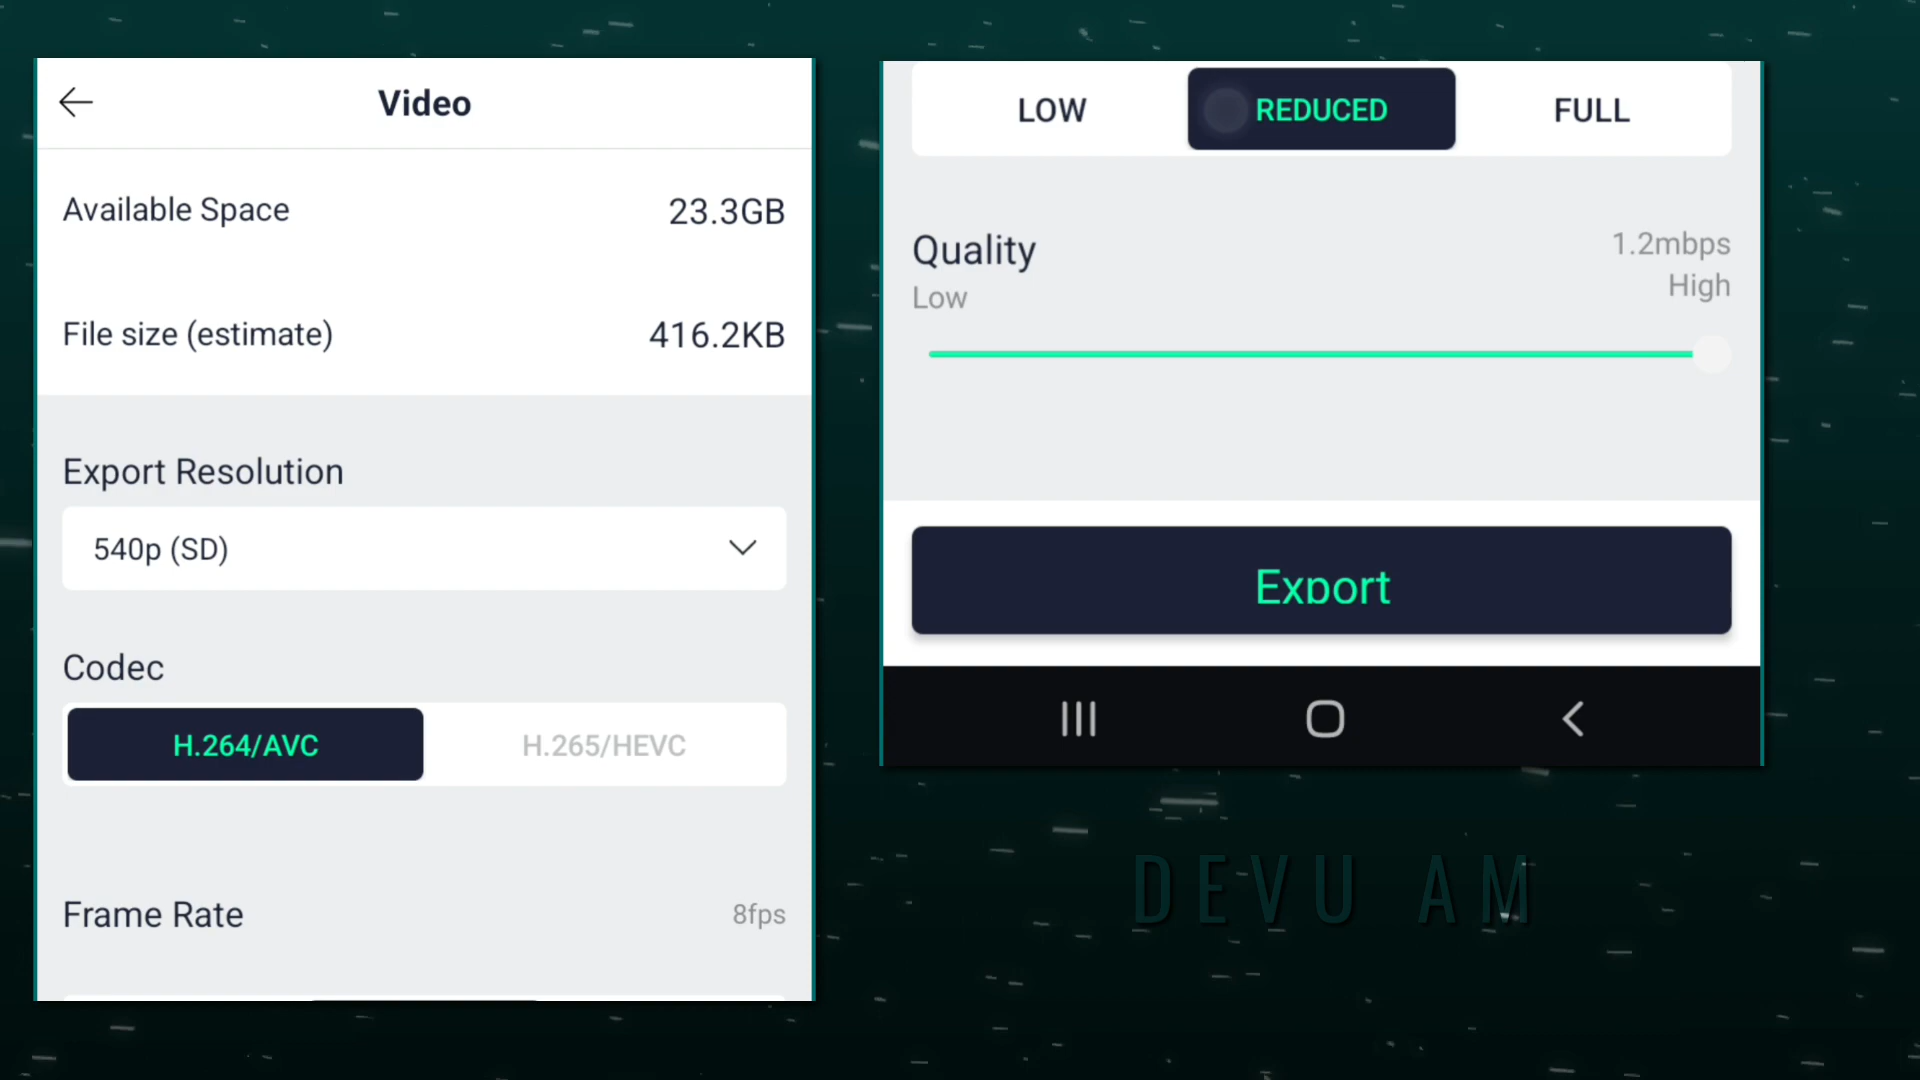 Video
Available Space 23.3GB
File size (estimate) 416.2KB
Export Resolution
540p (SD)
Codec
H.264/AVC H.265/HEVC
Frame Rate 8fps
LOW REDUCED FULL
Quality 1.2mbps
Low High
Export
DEVU AM